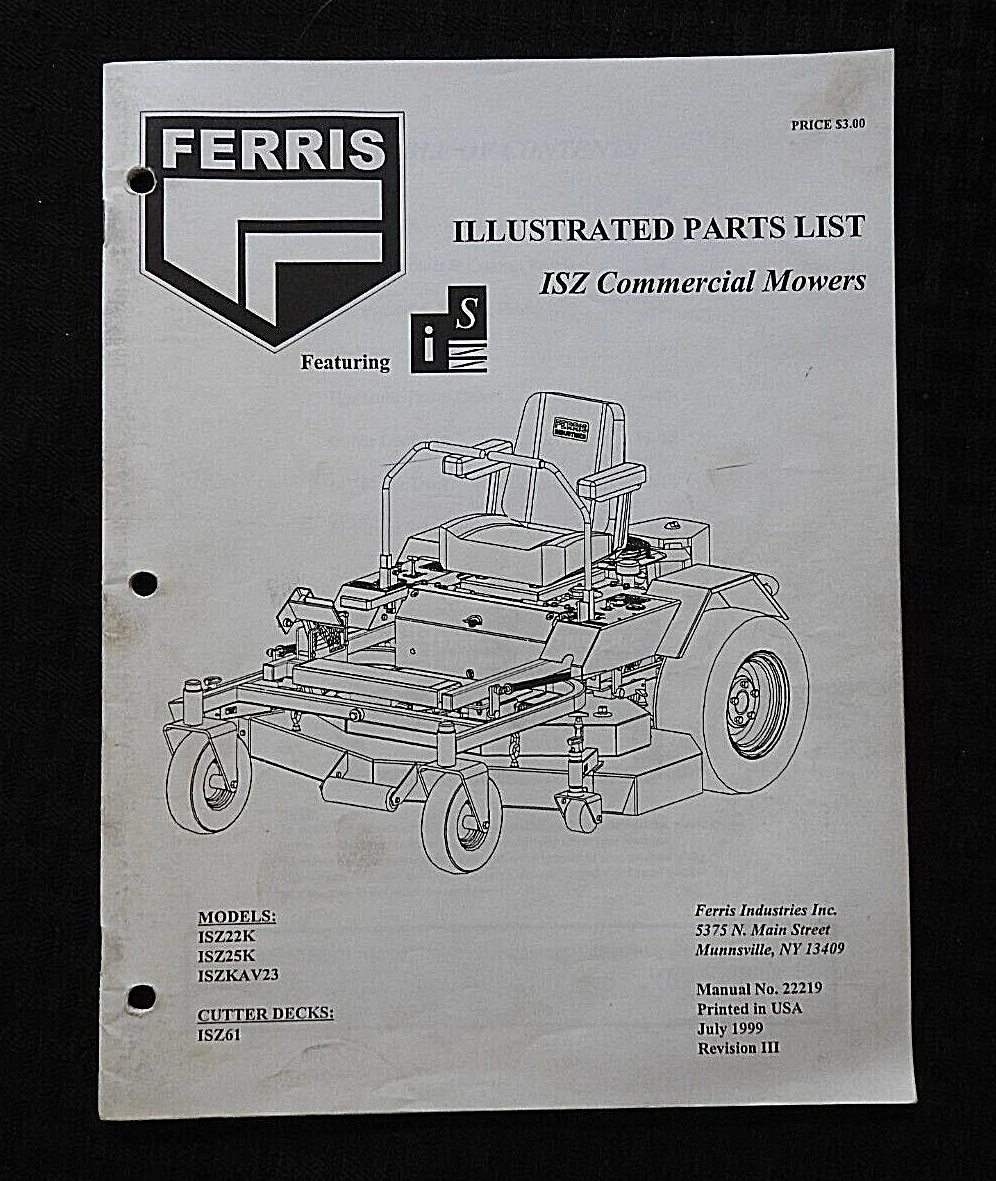 PRICE $3.00
FERRIS
ILLUSTRATED PARTS LIST
ISZ Commercial Mowers
Featuring
iS
FERRIS
INDUSTRIES
MODELS:
ISZ22K
ISZ25K
ISZKAV23
CUTTER DECKS:
ISZ61
Ferris Industries Inc.
5375 N. Main Street
Munnsville, NY 13409
Manual No. 22219
Printed in USA
July 1999
Revision III